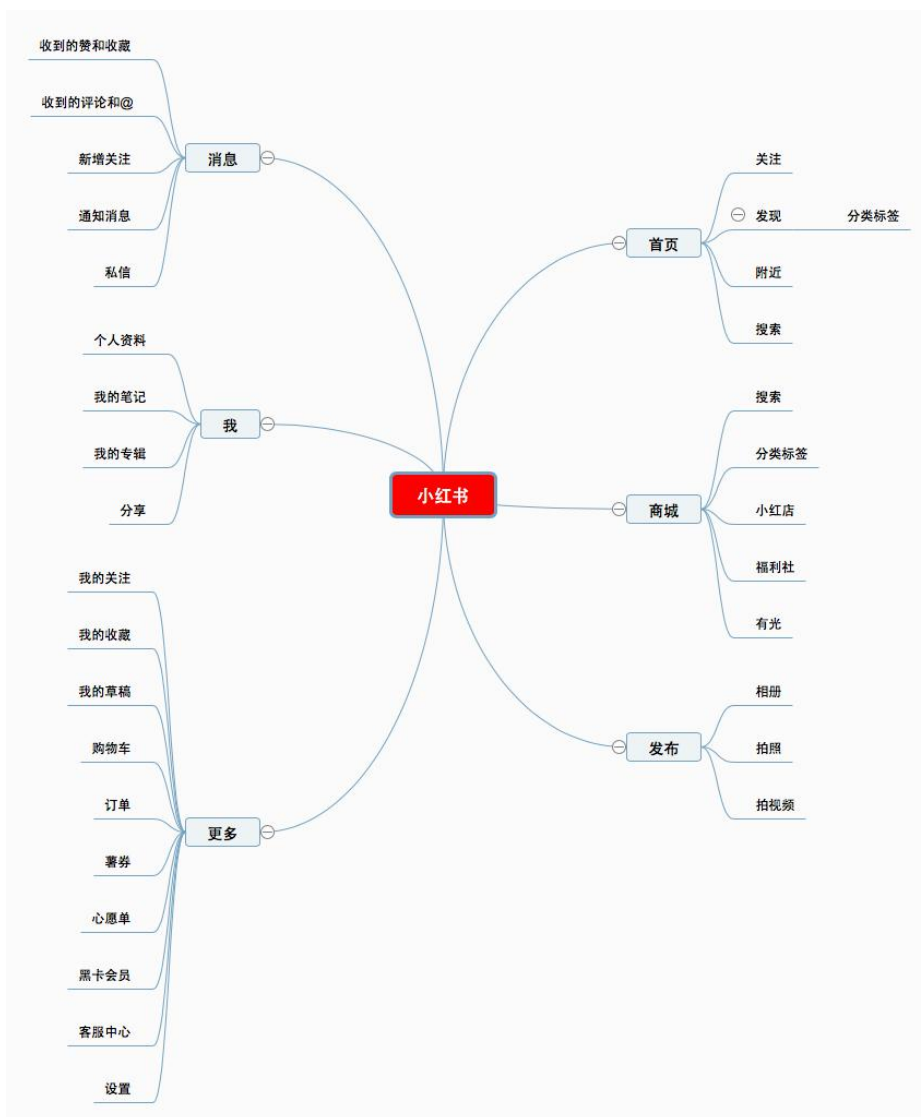 小红书
首页
关注
发现
分类标签
附近
搜索
商城
搜索
分类标签
小红店
福利社
有光
发布
相册
拍照
拍视频
消息
收到的赞和收藏
收到的评论和@
新增关注
通知消息
私信
我
个人资料
我的笔记
我的专辑
分享
更多
我的关注
我的收藏
我的草稿
购物车
订单
薯券
心愿单
黑卡会员
客服中心
设置